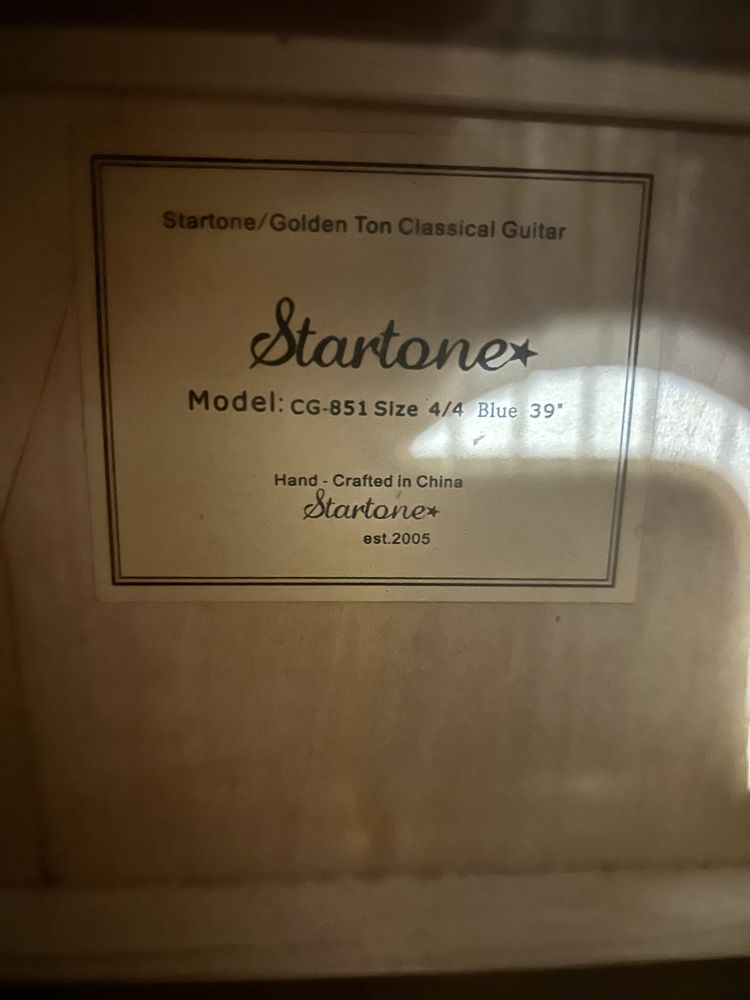 Startone/Golden Ton Classical Guitar
Startone
Model: CG-851 Size 4/4 Blue 39"
Hand - Crafted in China
Startone
est.2005